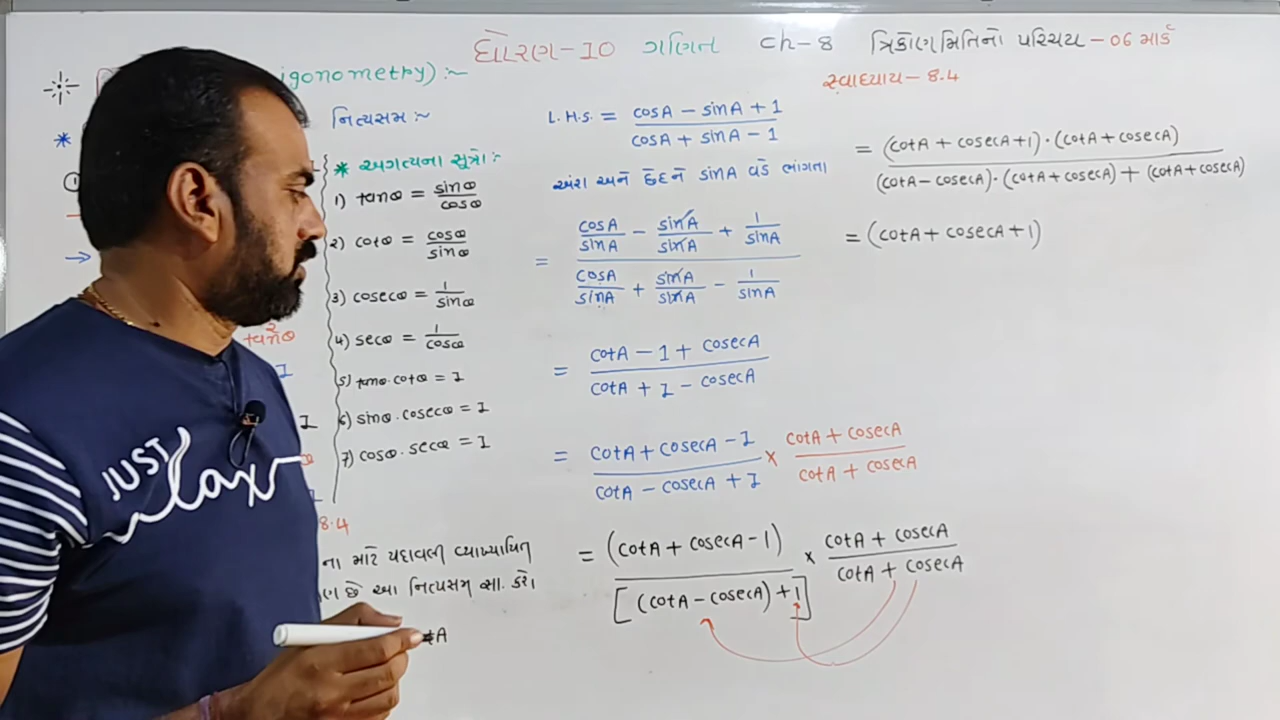 ધોરણ-10 ગણિત ch-8 ત્રિકોણમિતિનો પરિચય - 06 માર્ક
સ્વાધ્યાય - 8.4
igonometry) :~
નિત્યસમ :~
* અગત્યના સૂત્રો :-
1) tanθ = sinθ/cosθ
2) cotθ = cosθ/sinθ
3) cosecθ = 1/sinθ
4) secθ = 1/cosθ
5) tanθ.cotθ = 1
6) sinθ.cosecθ = 1
7) cosθ.secθ = 1
8.4
ના માટે પદાવલી વ્યાખ્યાયિત
છે આ નિત્યસમ સા. કરો
A
L.H.S. = (cosA - sinA + 1)/(cosA + sinA - 1)
અંશ અને છેદને sinA વડે ભાગતા
= (cosA/sinA - sinA/sinA + 1/sinA)/(cosA/sinA + sinA/sinA - 1/sinA)
= (cotA - 1 + cosecA)/(cotA + 1 - cosecA)
= (cotA + cosecA - 1)/(cotA - cosecA + 1) × (cotA + cosecA)/(cotA + cosecA)
= (cotA + cosecA - 1)/[(cotA - cosecA) + 1] × (cotA + cosecA)/(cotA + cosecA)
= (cotA + cosecA + 1).(cotA + cosecA)/(cotA - cosecA).(cotA + cosecA) + (cotA + cosecA)
= (cotA + cosecA + 1)
JUST